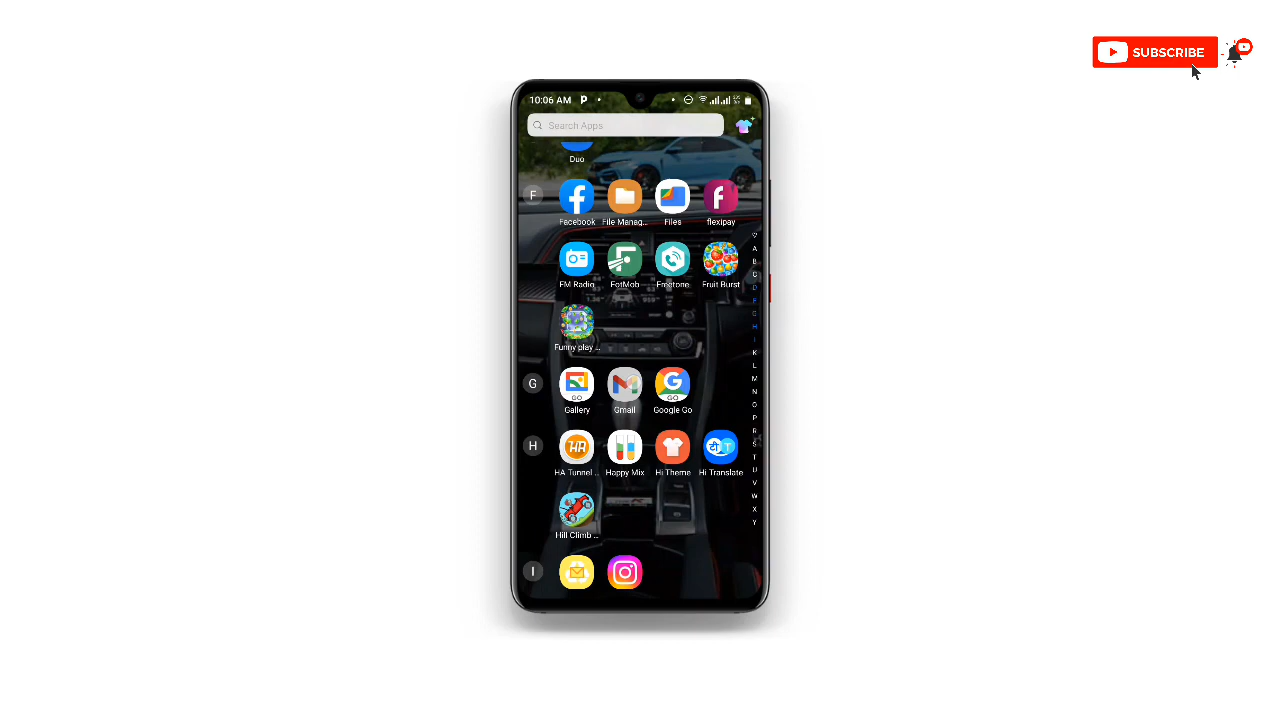 SUBSCRIBE
10:06 AM
Search Apps
Duo
F
Facebook File Manag... Files flexipay
FM Radio FotMob Fmetone Fruit Burst
Funny play ...
G
Gallery Gmail Google Go
H
HA Tunnel ... Happy Mix Hi Theme Hi Translate
Hill Climb ...
I
A
B
C
D
F
G
H
I
K
L
M
N
O
P
R
S
T
U
V
W
X
Y